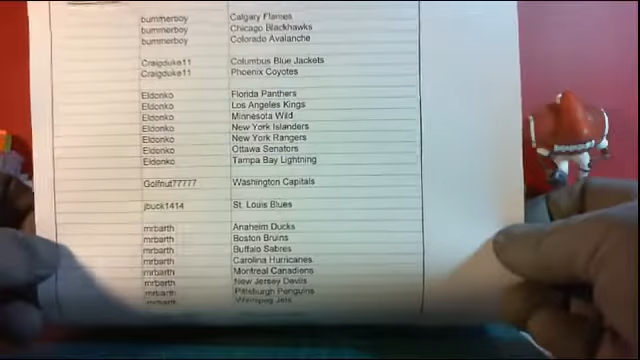 bummerboy Calgary Flames
bummerboy Chicago Blackhawks
bummerboy Colorado Avalanche
Craigduke11 Columbus Blue Jackets
Craigduke11 Phoenix Coyotes
Eldonko Florida Panthers
Eldonko Los Angeles Kings
Eldonko Minnesota Wild
Eldonko New York Islanders
Eldonko New York Rangers
Eldonko Ottawa Senators
Eldonko Tampa Bay Lightning
Golfnut77777 Washington Capitals
jbuck1414 St. Louis Blues
mrbarth Anaheim Ducks
mrbarth Boston Bruins
mrbarth Buffalo Sabres
mrbarth Carolina Hurricanes
mrbarth Montreal Canadiens
mrbarth New Jersey Devils
mrbarth Pittsburgh Penguins
mrbarth Winnipeg Jets